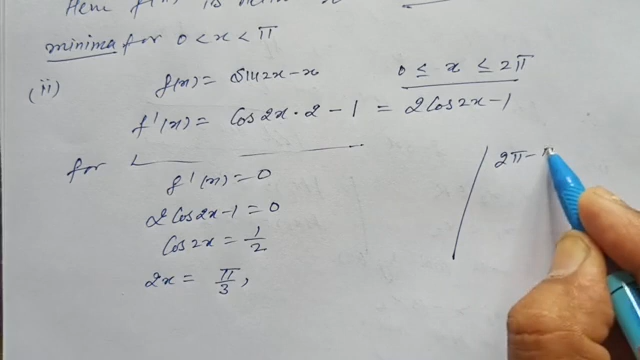 minima for 0 < x < π
(ii) f(x) = sin2x - x 0 ≤ x ≤ 2π
f'(x) = Cos2x · 2 - 1 = 2Cos2x - 1
for
f'(x) = 0
2Cos2x - 1 = 0
Cos2x = 1/2
2x = π/3,
2π -